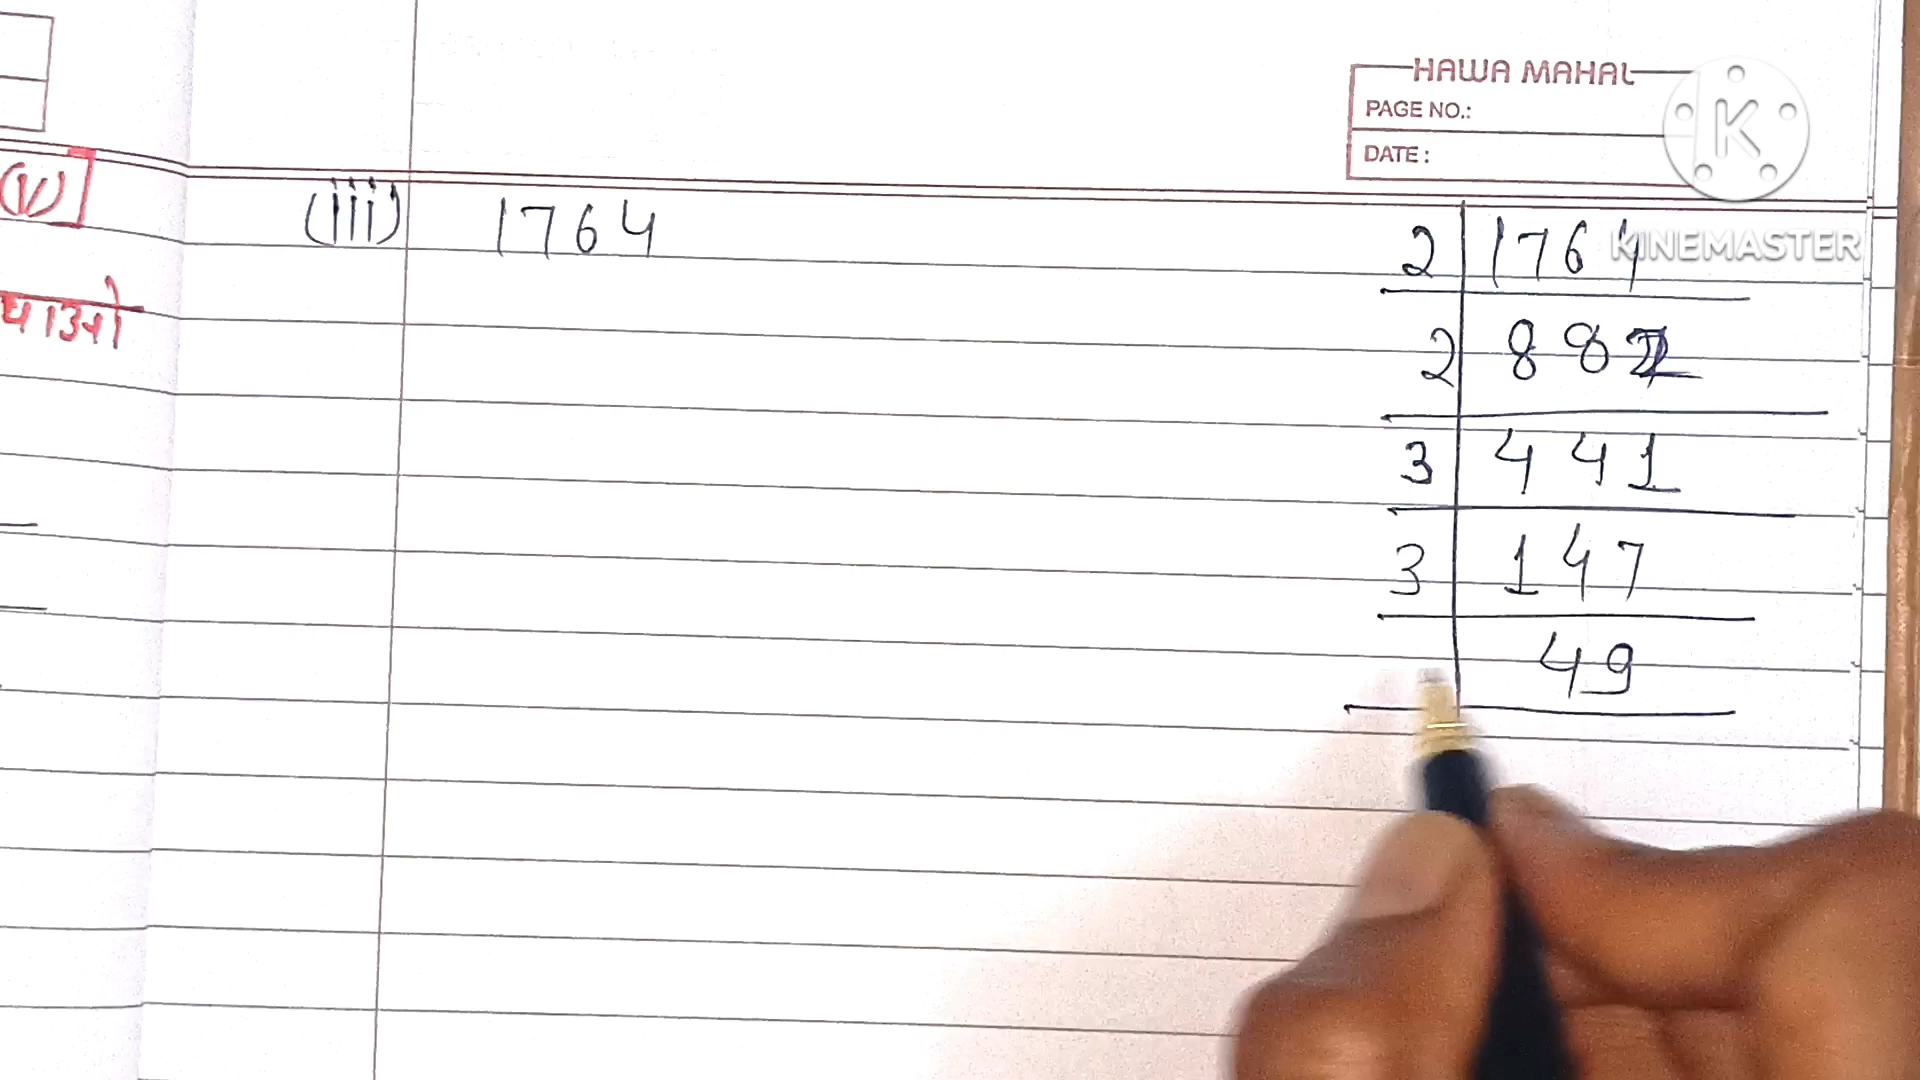 HAWA MAHAL
PAGE NO.:
DATE :
(iii) 1764
2 1764
KINEMASTER
2 882
3 441
3 147
49